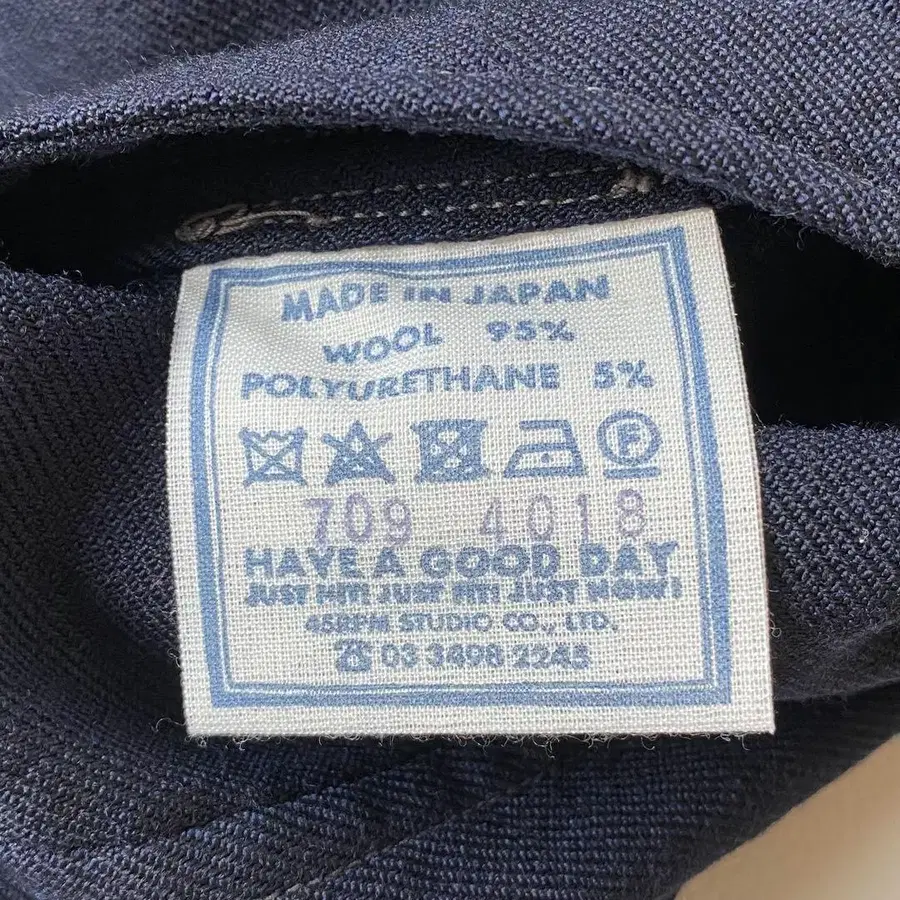 MADE IN JAPAN
WOOL 95%
POLYURETHANE 5%
F
709 4018
HAVE A GOOD DAY
JUST HIT! JUST FIT! JUST NOW!
45RPM STUDIO CO., LTD.
☎ 03 3498 2245